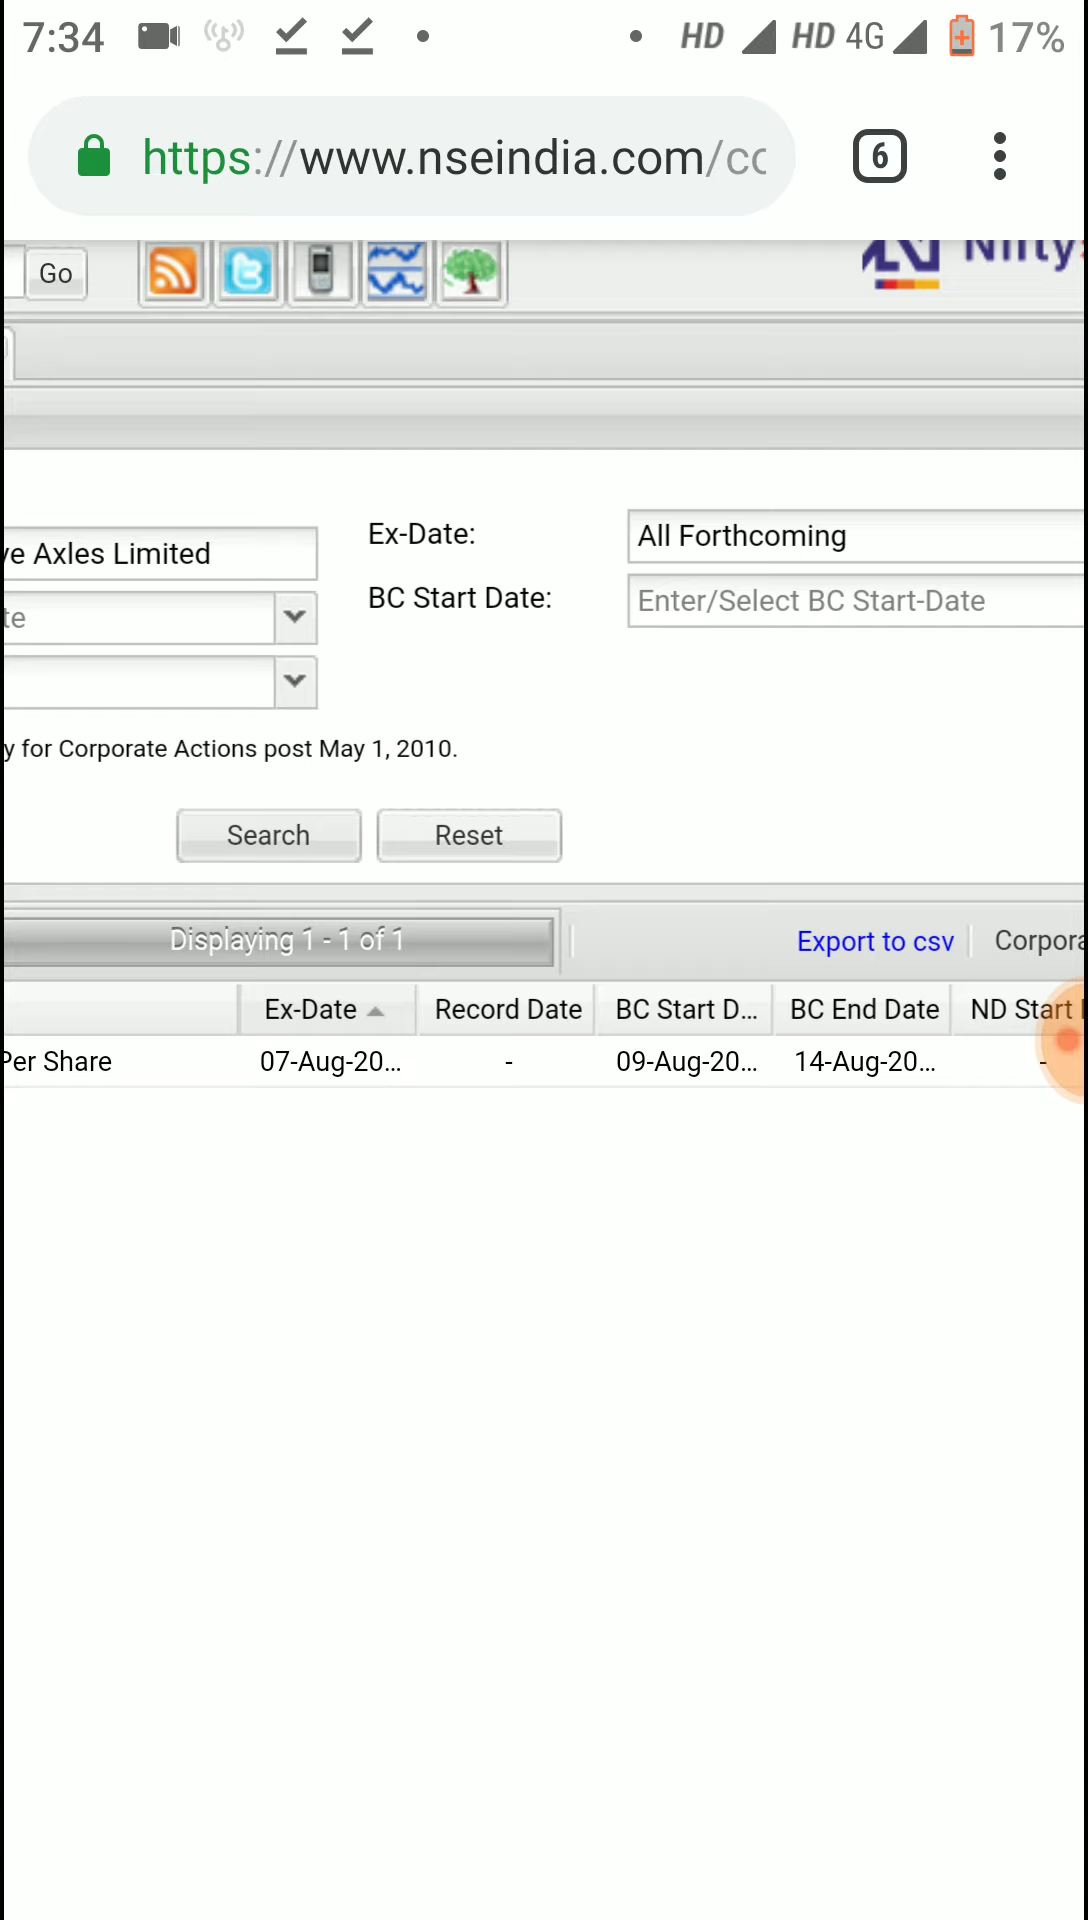 7:34 HD HD 4G 17%
https://www.nseindia.com/cc
6
Go
Nifty
ve Axles Limited
Ex-Date:
All Forthcoming
te
BC Start Date:
Enter/Select BC Start-Date
y for Corporate Actions post May 1, 2010.
Search
Reset
Displaying 1 - 1 of 1
Export to csv
Corpora
Ex-Date Record Date BC Start D... BC End Date ND Start
Per Share 07-Aug-20... - 09-Aug-20... 14-Aug-20... -